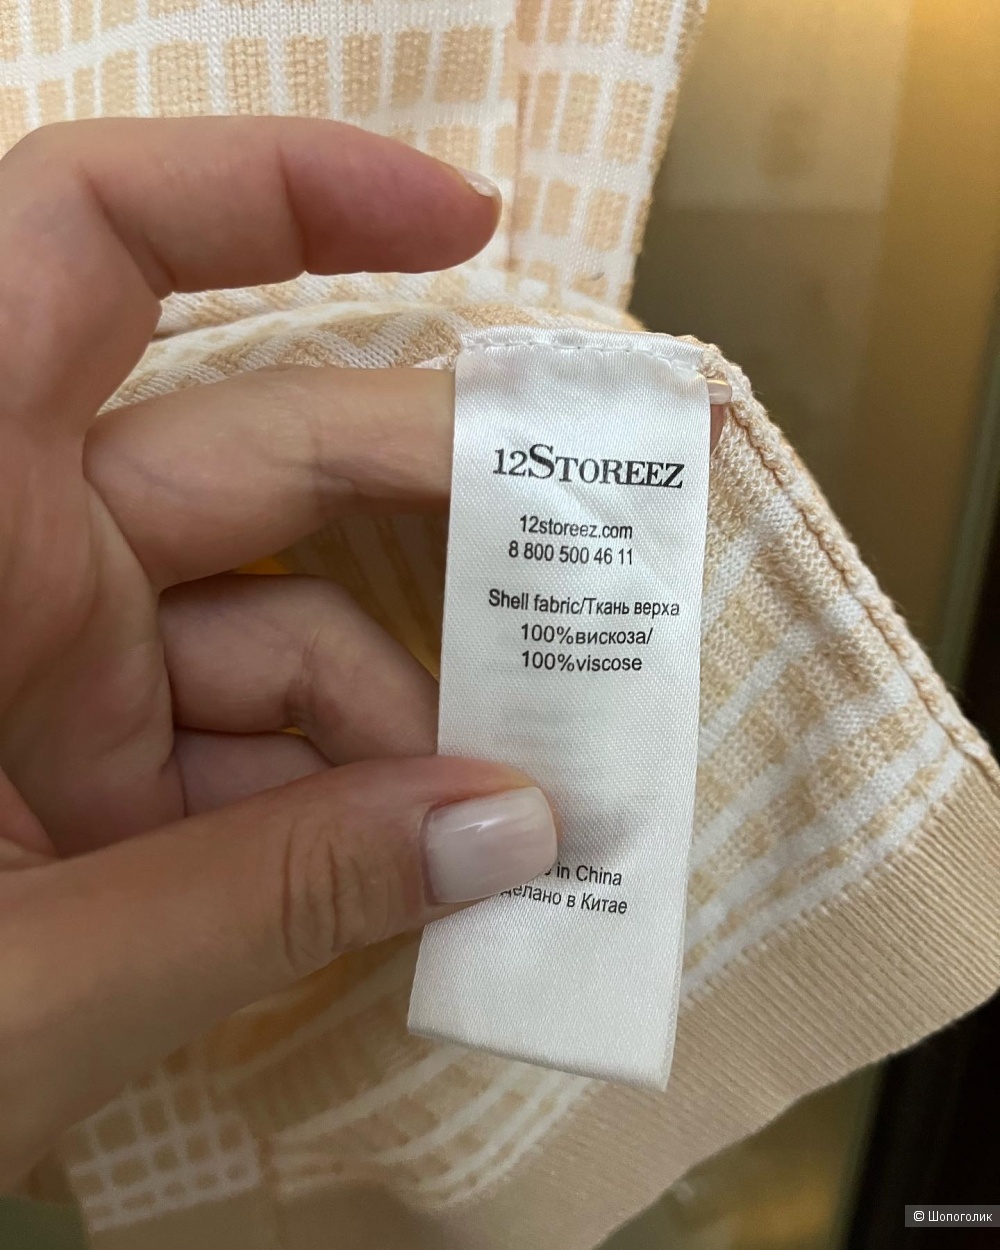 12STOREEZ
12storeez.com
8 800 500 46 11
Shell fabric/Ткань верха
100%вискоза/
100%viscose
in China
в Китае
© Шопоголик